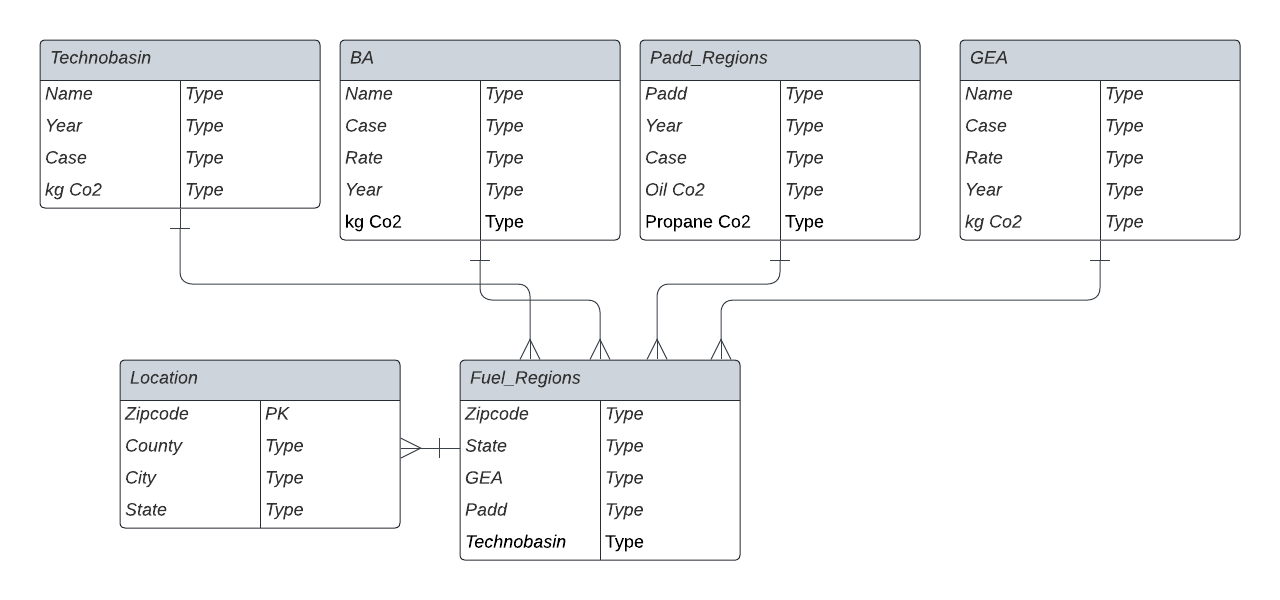 Technobasin
Name Type
Year Type
Case Type
kg Co2 Type
BA
Name Type
Case Type
Rate Type
Year Type
kg Co2 Type
Padd_Regions
Padd Type
Year Type
Case Type
Oil Co2 Type
Propane Co2 Type
GEA
Name Type
Case Type
Rate Type
Year Type
kg Co2 Type
Location
Zipcode PK
County Type
City Type
State Type
Fuel_Regions
Zipcode Type
State Type
GEA Type
Padd Type
Technobasin Type